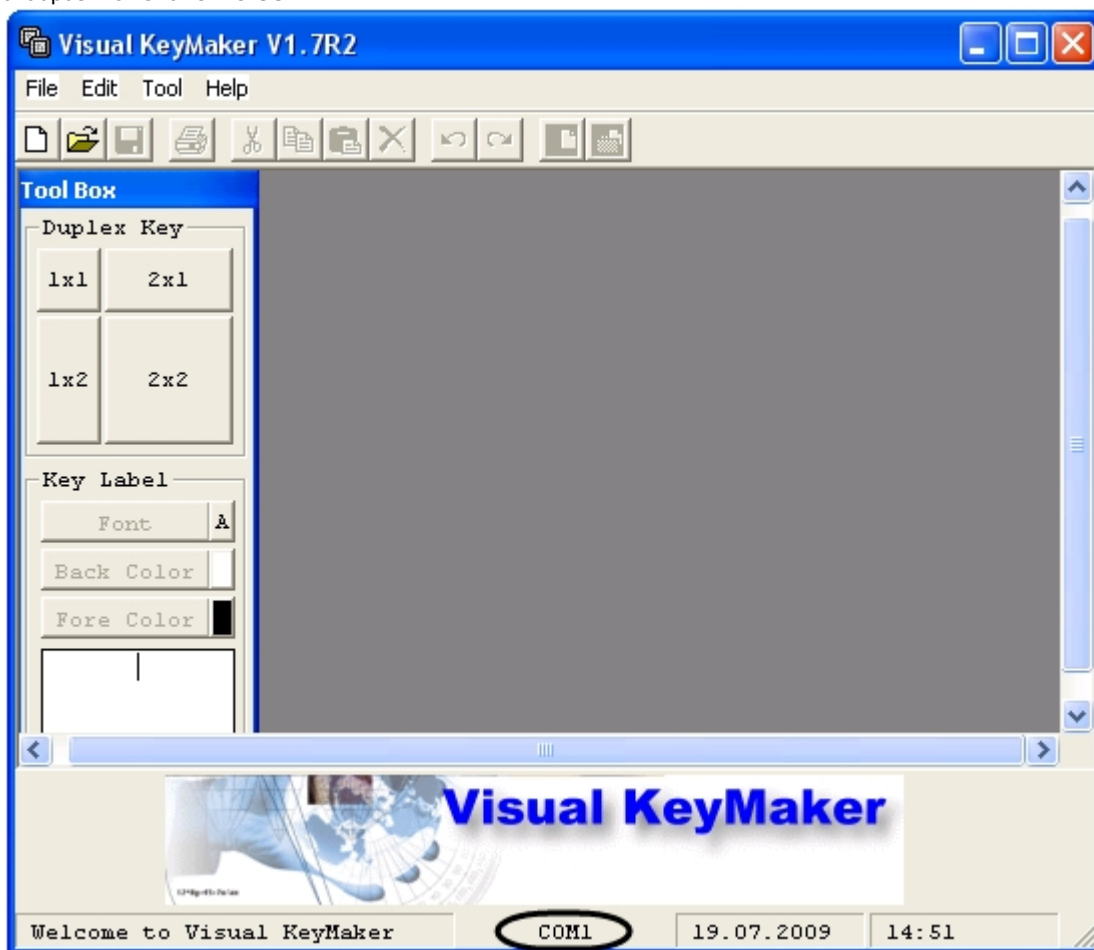 Visual KeyMaker V1.7R2
File Edit Tool Help
Tool Box
Duplex Key
1x1 2x1
1x2 2x2
Key Label
Font A
Back Color
Fore Color
Visual KeyMaker
Welcome to Visual KeyMaker COM1 19.07.2009 14:51